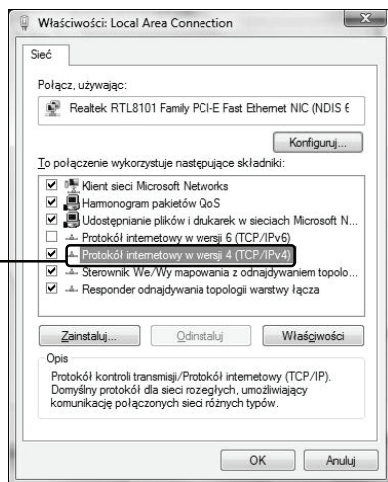 Właściwości: Local Area Connection
Sieć
Połącz, używając:
Realtek RTL8101 Family PCI-E Fast Ethernet NIC (NDIS 6
Konfiguruj...
To połączenie wykorzystuje następujące składniki:
Klient sieci Microsoft Networks
Harmonogram pakietów QoS
Udostępnianie plików i drukarek w sieciach Microsoft N...
Protokół internetowy w wersji 6 (TCP/IPv6)
Protokół internetowy w wersji 4 (TCP/IPv4)
Sterownik We/Wy mapowania z odnajdywaniem topolo...
Responder odnajdywania topologii warstwy łącza
Zainstaluj...
Odinstaluj
Właściwości
Opis
Protokół kontroli transmisji/Protokół internetowy (TCP/IP).
Domyślny protokół dla sieci rozległych, umożliwiający
komunikację połączonych sieci różnych typów.
OK
Anuluj